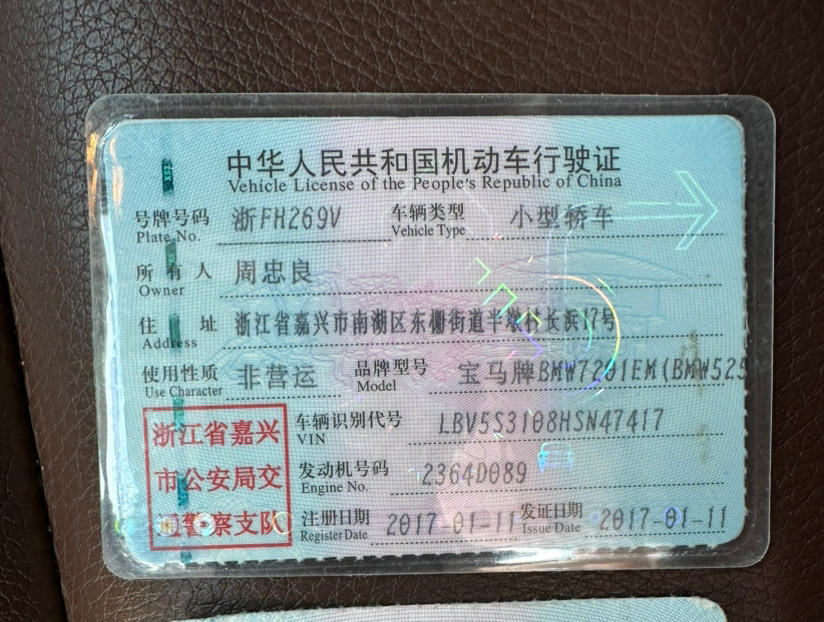 中华人民共和国机动车行驶证
Vehicle License of the People's Republic of China
号牌号码 浙FH269V 车辆类型 小型轿车
Plate No. Vehicle Type
所有人 周忠良
Owner
住址 浙江省嘉兴市南湖区东栅街道半墩村长浜17号
Address
使用性质 非营运 品牌型号 宝马牌BMW7201EM(BMW525
Use Character Model
浙江省嘉兴
市公安局交
通警察支队
车辆识别代号 LBV5S3108HSN47417
VIN
发动机号码 2364D089
Engine No.
注册日期 2017-01-11 发证日期 2017-01-11
Register Date Issue Date